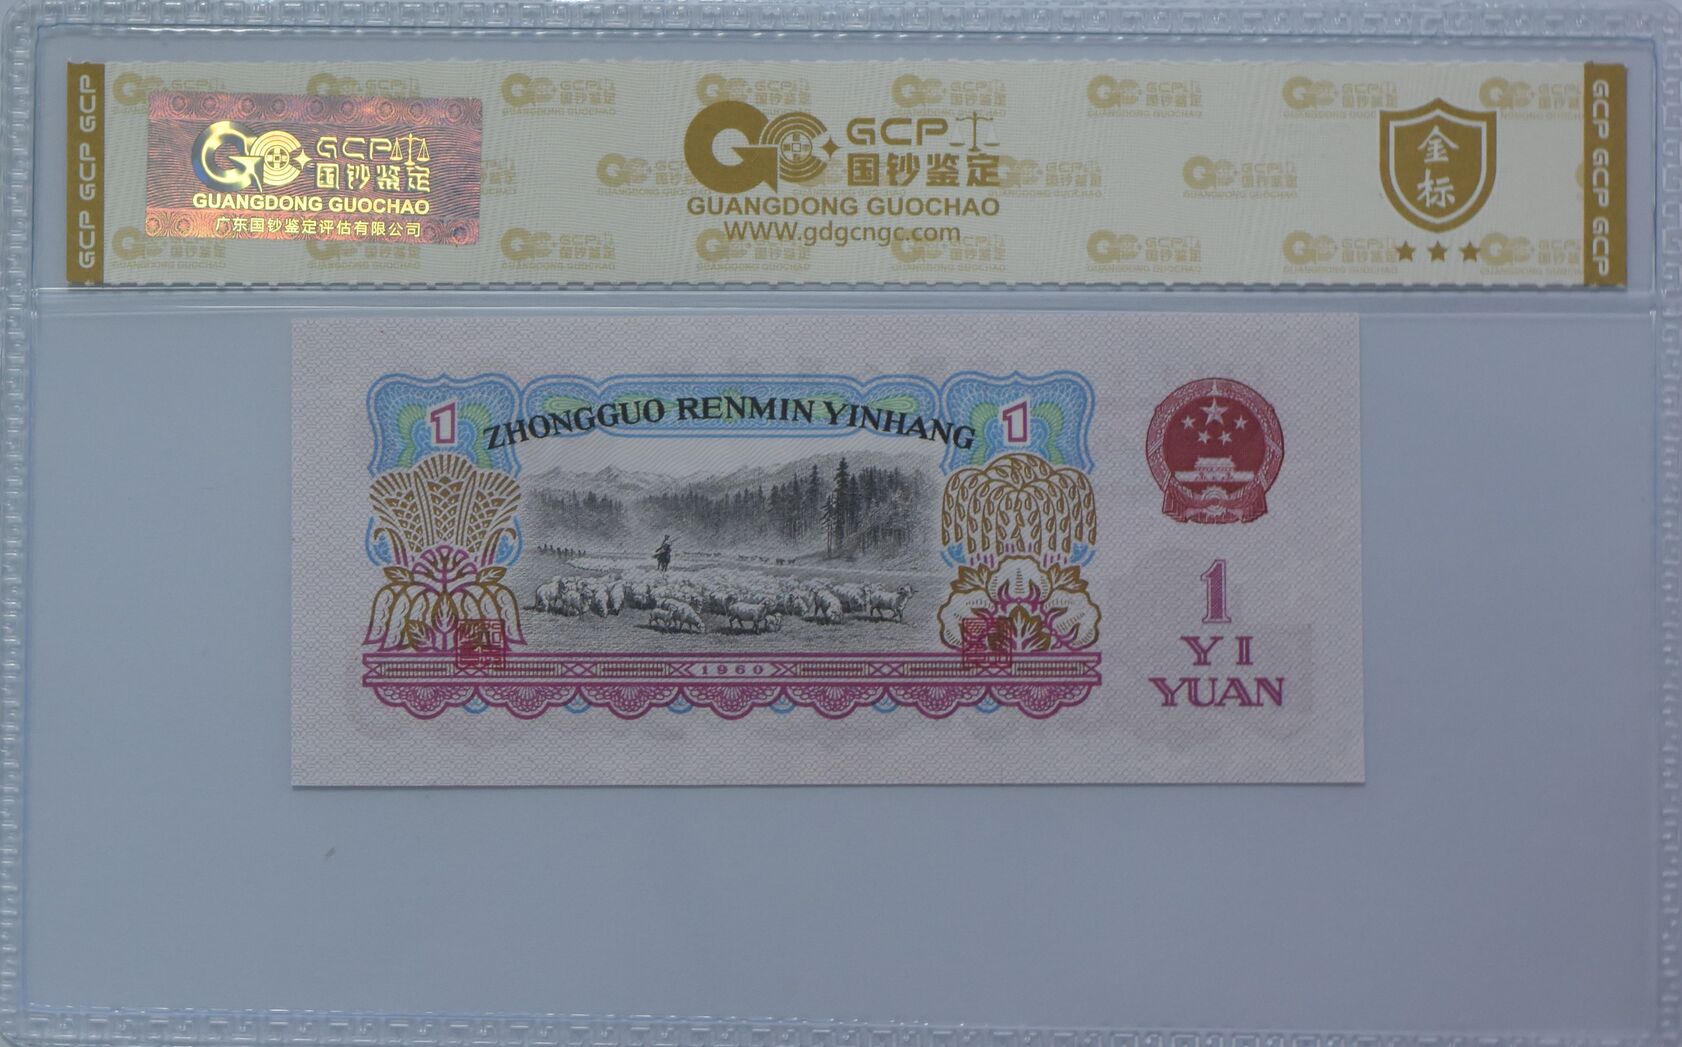 GCP GCP GCP
GCP
国钞鉴定
GUANGDONG GUOCHAO
广东国钞鉴定评估有限公司
GCP
国钞鉴定
GUANGDONG GUOCHAO
WWW.gdgcngc.com
金
标
GCP GCP GCP
1
ZHONGGUO RENMIN YINHANG
1
1960
1
YI
YUAN